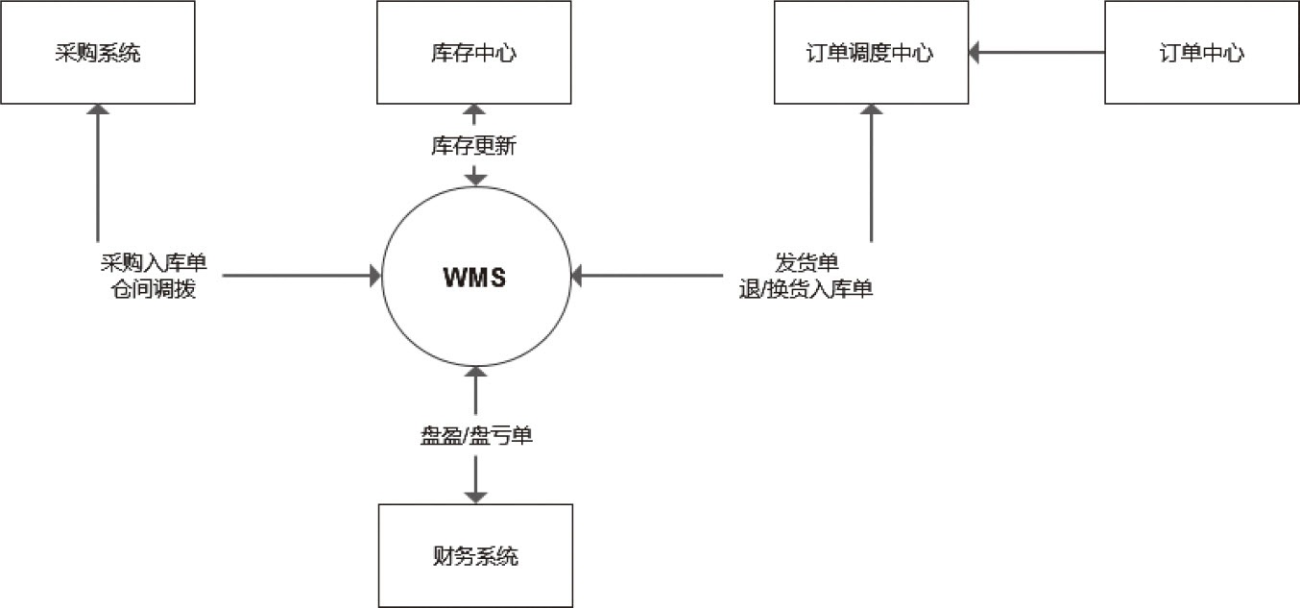 采购系统
库存中心
订单调度中心
订单中心
库存更新
采购入库单
仓间调拨
WMS
发货单
退/换货入库单
盘盈/盘亏单
财务系统